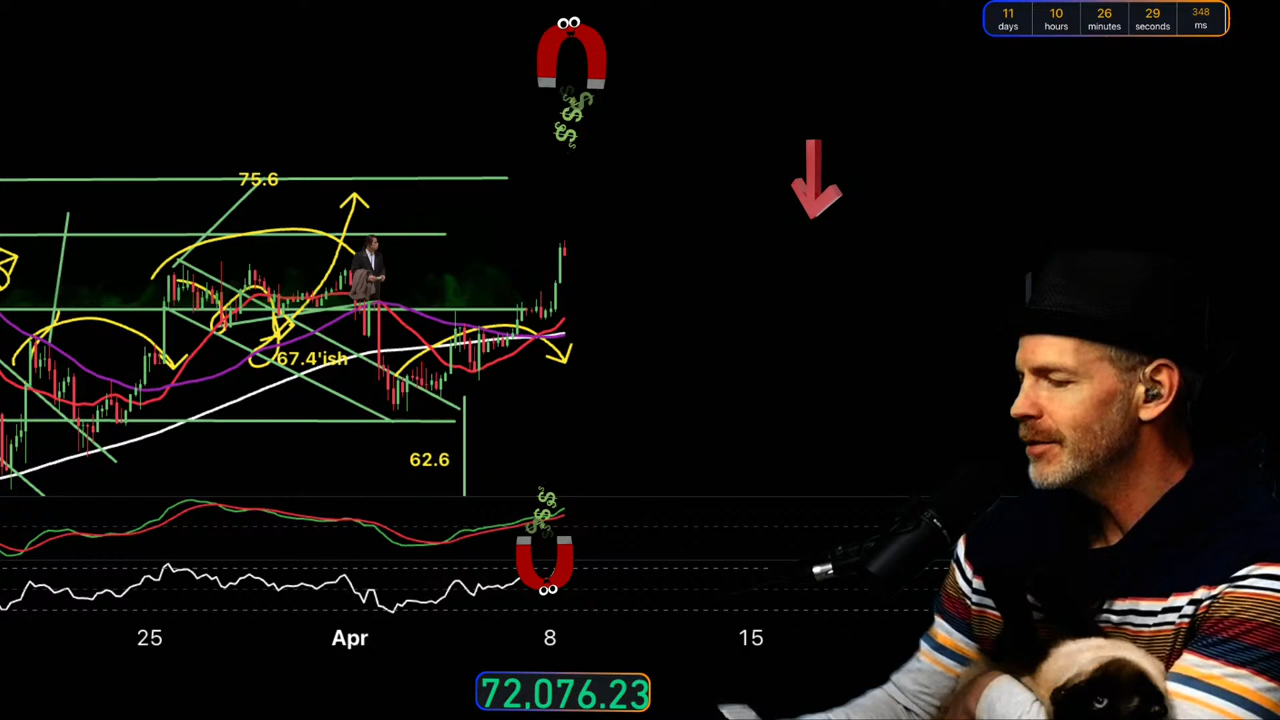 11 10 26 29 348
days hours minutes seconds ms
75.6
67.4'ish
62.6
25 Apr 8 15
72,076.23